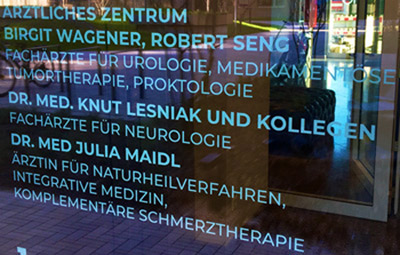 ÄRZTLICHES ZENTRUM
BIRGIT WAGENER, ROBERT SENG
FACHÄRZTE FÜR UROLOGIE, MEDIKAMENTÖSE
TUMORTHERAPIE, PROKTOLOGIE
DR. MED. KNUT LESNIAK UND KOLLEGEN
FACHÄRZTE FÜR NEUROLOGIE
DR. MED JULIA MAIDL
ÄRZTIN FÜR NATURHEILVERFAHREN,
INTEGRATIVE MEDIZIN,
KOMPLEMENTÄRE SCHMERZTHERAPIE